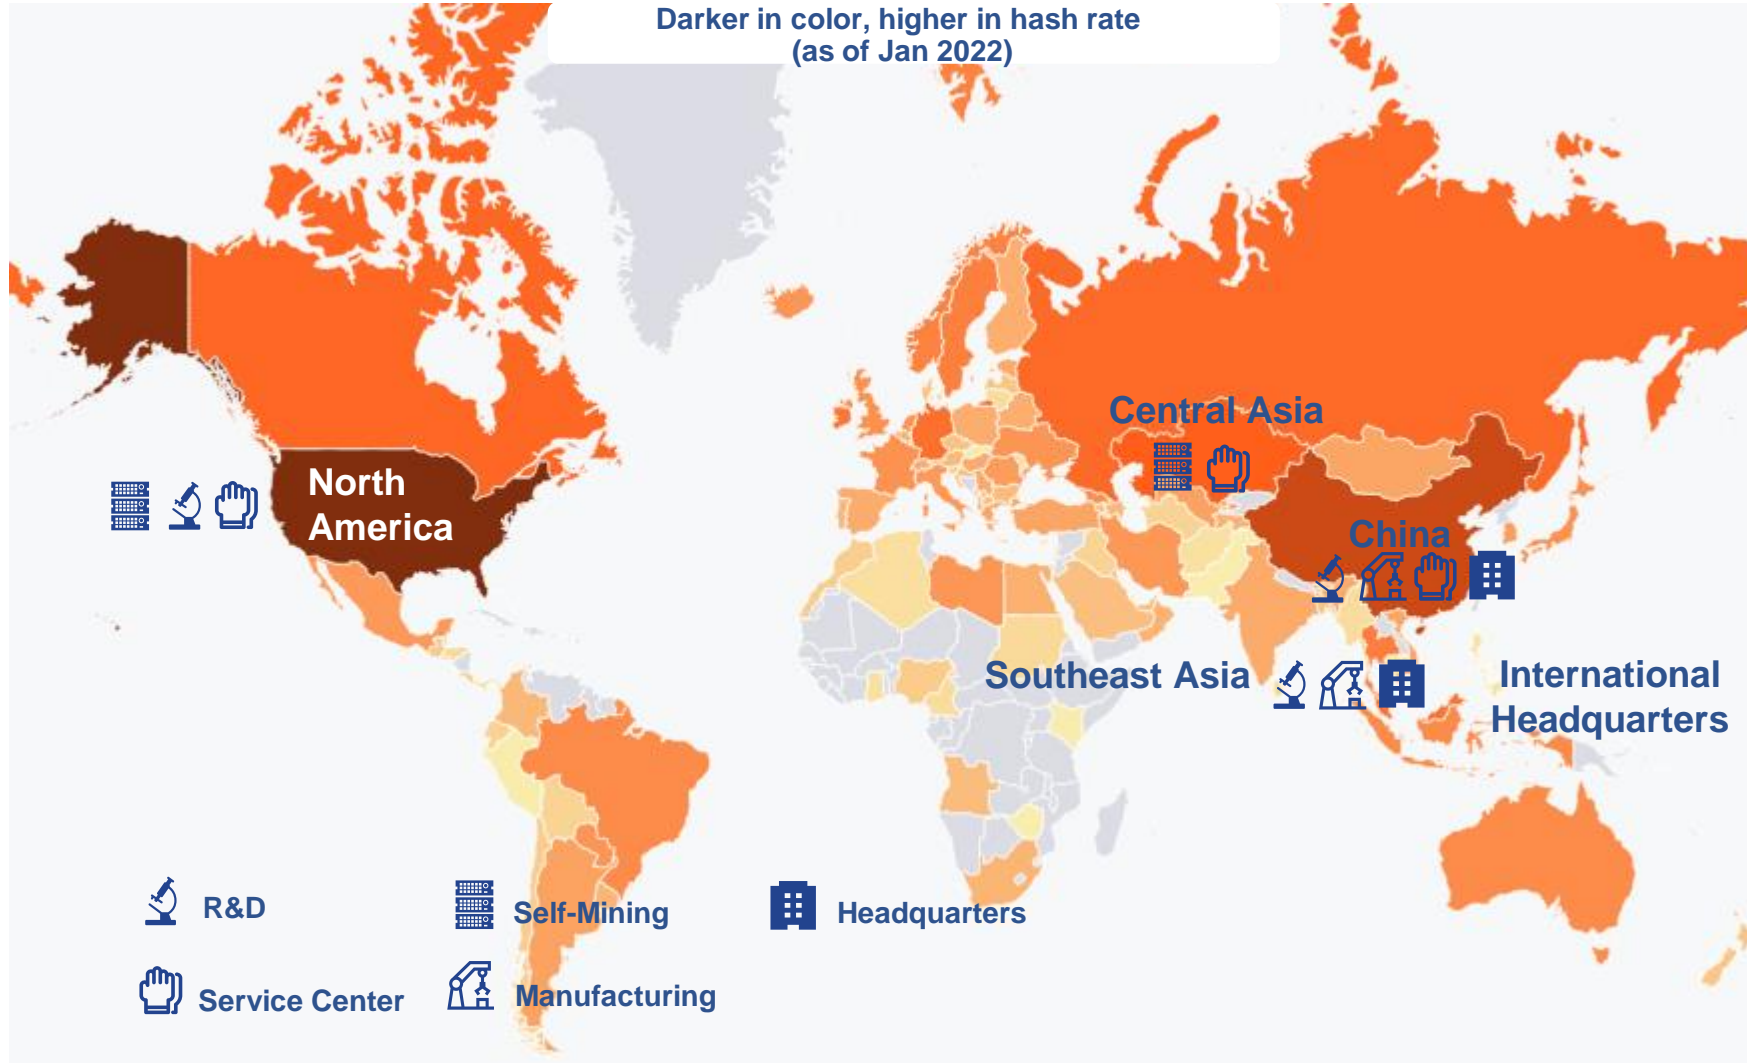 Darker in color, higher in hash rate
(as of Jan 2022)
Central Asia
North
America
China
Southeast Asia
International
Headquarters
R&D
Self-Mining
Headquarters
Service Center
Manufacturing